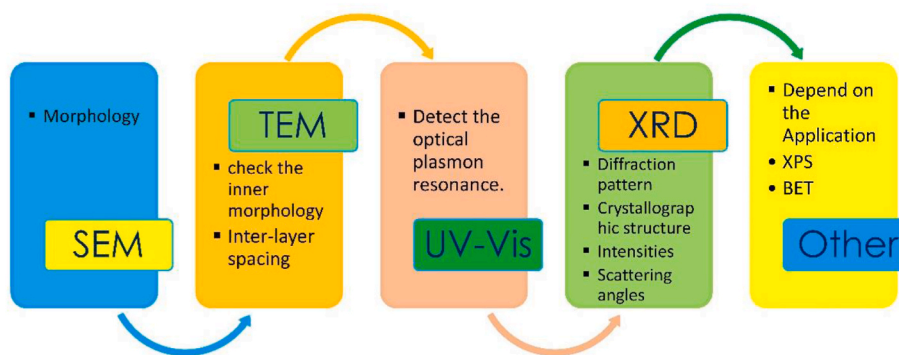 Morphology
SEM
TEM
check the
inner
morphology
Inter-layer
spacing
Detect the
optical
plasmon
resonance.
UV-Vis
XRD
Diffraction
pattern
Crystallograp
hic structure
Intensities
Scattering
angles
Depend on
the
Application
XPS
BET
Other